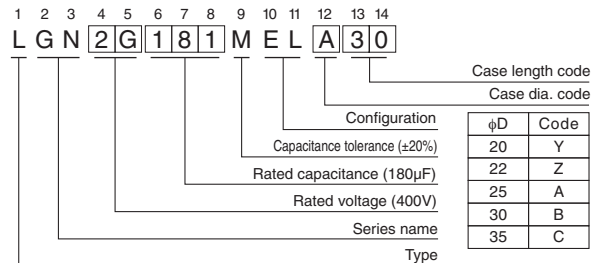 1 2 3 4 5 6 7 8 9 10 11 12 13 14
L G N 2 G 1 8 1 M E L A 3 0
Case length code
Case dia. code
Configuration
Capacitance tolerance (±20%)
Rated capacitance (180µF)
Rated voltage (400V)
Series name
Type
ϕD Code
20 Y
22 Z
25 A
30 B
35 C